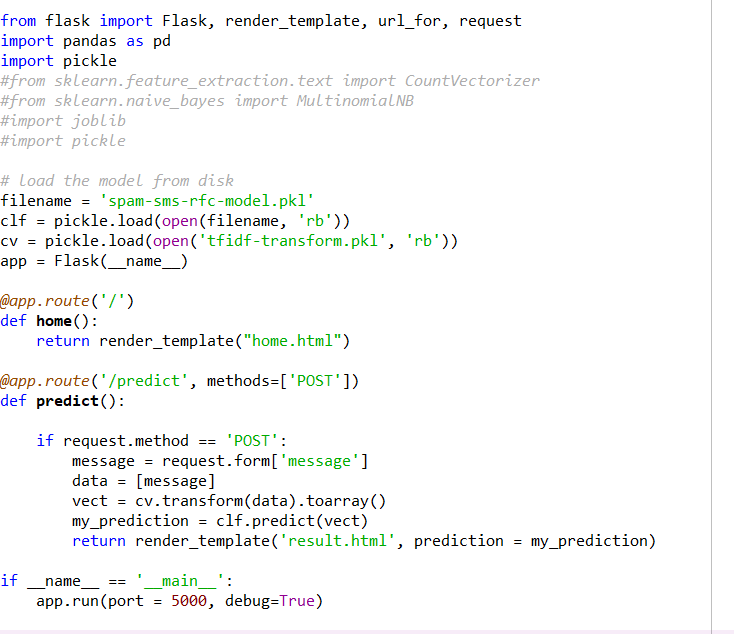 from flask import Flask, render_template, url_for, request
import pandas as pd
import pickle
#from sklearn.feature_extraction.text import CountVectorizer
#from sklearn.naive_bayes import MultinomialNB
#import joblib
#import pickle

# load the model from disk
filename = 'spam-sms-rfc-model.pkl'
clf = pickle.load(open(filename, 'rb'))
cv = pickle.load(open('tfidf-transform.pkl', 'rb'))
app = Flask(__name__)

@app.route('/')
def home():
    return render_template("home.html")

@app.route('/predict', methods=['POST'])
def predict():

    if request.method == 'POST':
        message = request.form['message']
        data = [message]
        vect = cv.transform(data).toarray()
        my_prediction = clf.predict(vect)
        return render_template('result.html', prediction = my_prediction)

if __name__ == '__main__':
    app.run(port = 5000, debug=True)